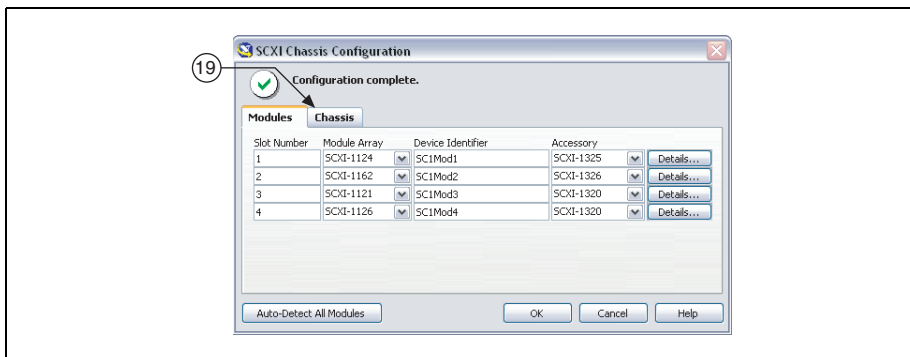 SCXI Chassis Configuration
19
Configuration complete.
Modules Chassis
Slot Number Module Array Device Identifier Accessory
1 SCXI-1124 SC1Mod1 SCXI-1325 Details...
2 SCXI-1162 SC1Mod2 SCXI-1326 Details...
3 SCXI-1121 SC1Mod3 SCXI-1320 Details...
4 SCXI-1126 SC1Mod4 SCXI-1320 Details...
Auto-Detect All Modules OK Cancel Help